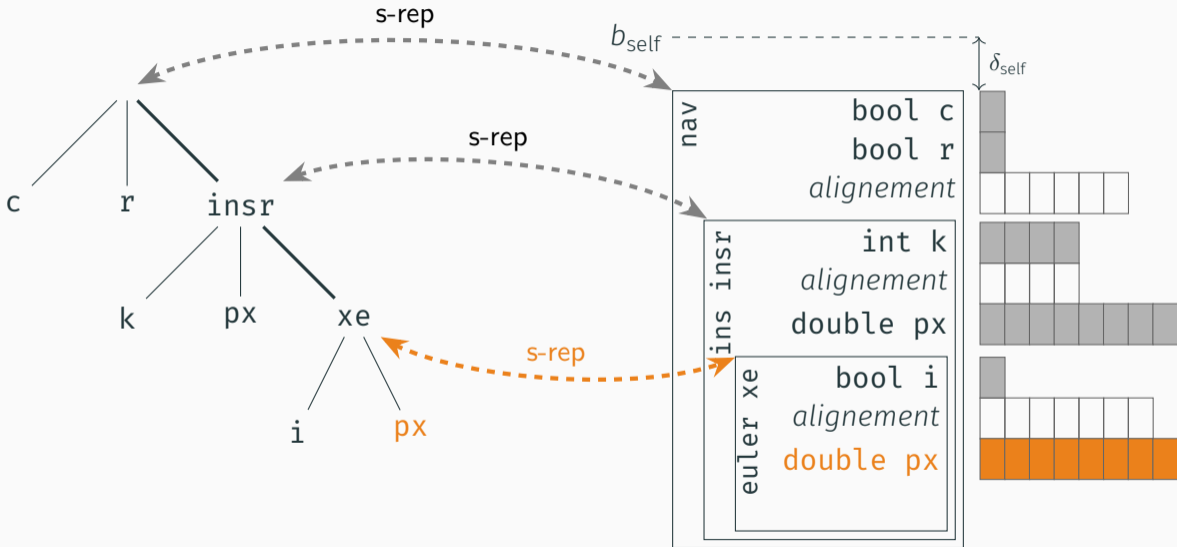 s-rep
b_self
δ_self
nav
bool c
bool r
alignement
s-rep
c
r
insr
ins insr
int k
alignement
double px
k
px
xe
s-rep
euler xe
bool i
alignement
double px
i
px